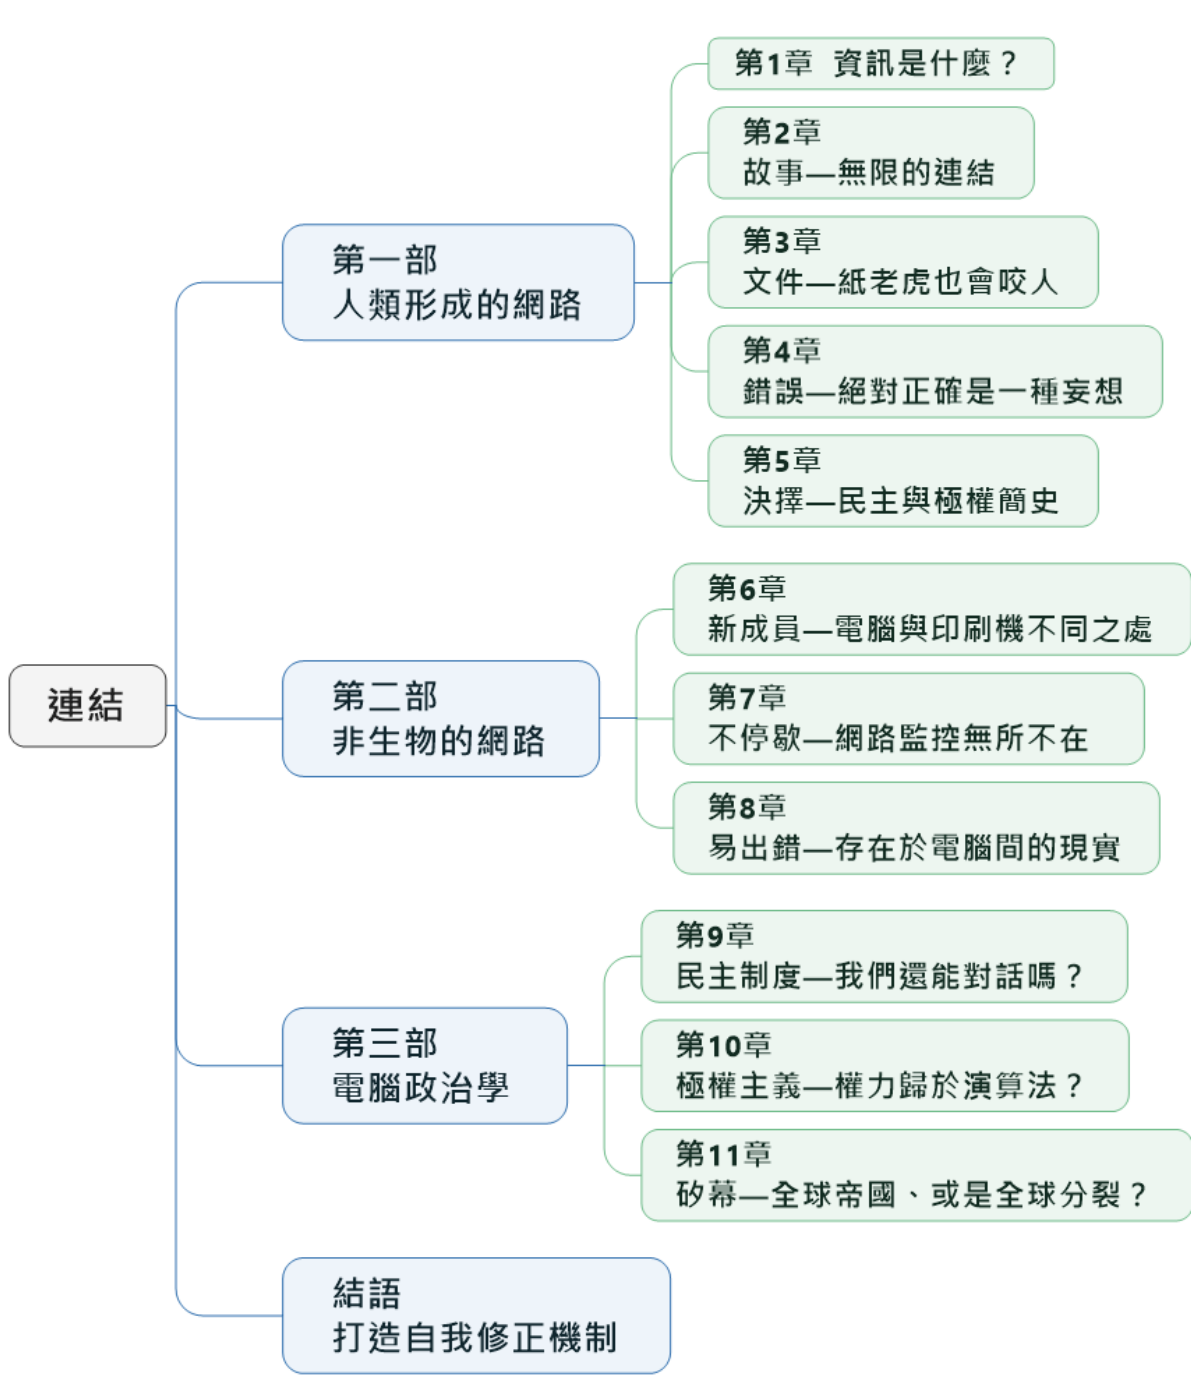 連結
第一部
人類形成的網路
第1章 資訊是什麼？
第2章
故事—無限的連結
第3章
文件—紙老虎也會咬人
第4章
錯誤—絕對正確是一種妄想
第5章
決擇—民主與極權簡史
第二部
非生物的網路
第6章
新成員—電腦與印刷機不同之處
第7章
不停歇—網路監控無所不在
第8章
易出錯—存在於電腦間的現實
第三部
電腦政治學
第9章
民主制度—我們還能對話嗎？
第10章
極權主義—權力歸於演算法？
第11章
矽幕—全球帝國、或是全球分裂？
結語
打造自我修正機制